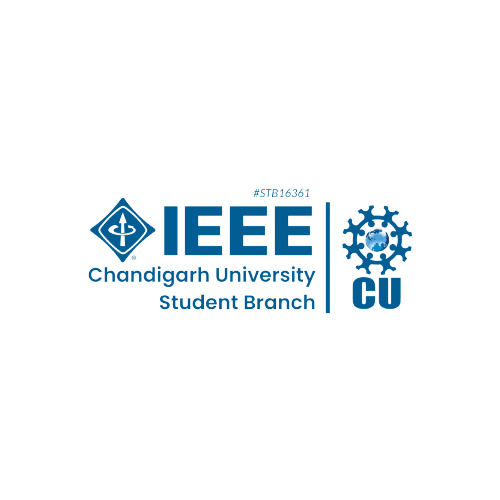 #STB16361
IEEE
®
Chandigarh University
Student Branch
CU